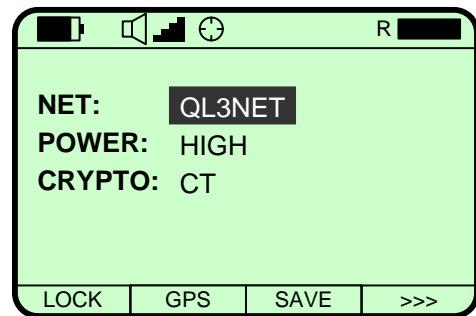 R
NET: QL3NET
POWER: HIGH
CRYPTO: CT
LOCK GPS SAVE >>>